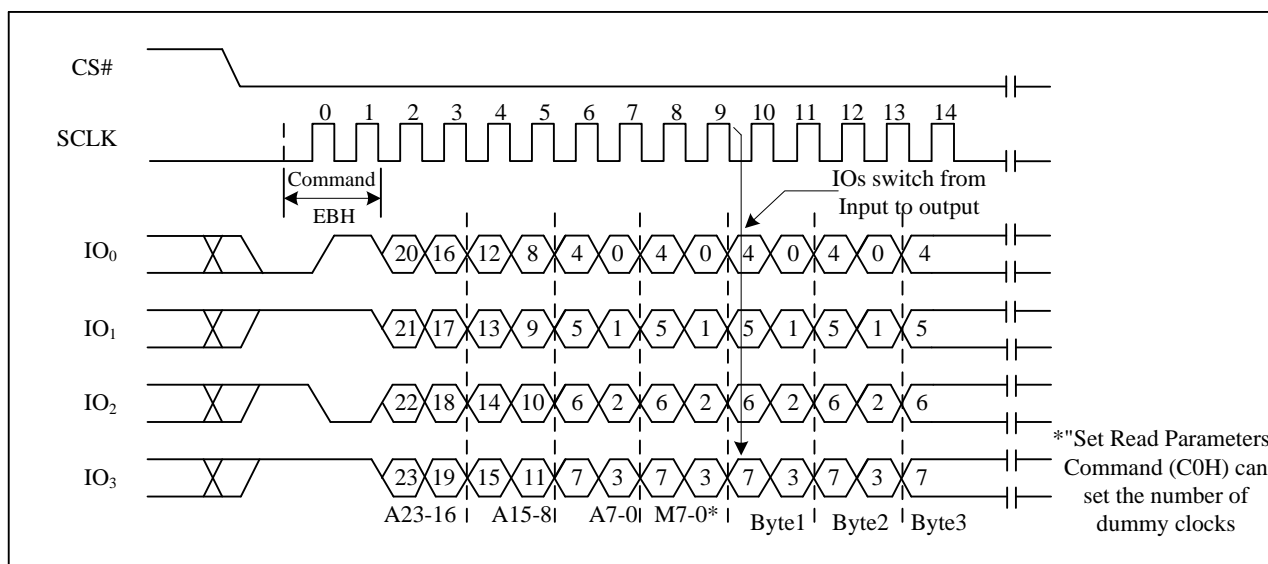 CS#
0 1 2 3 4 5 6 7 8 9 10 11 12 13 14
SCLK
Command
EBH
IOs switch from
Input to output
IO0 20 16 12 8 4 0 4 0 4 0 4 0 4
IO1 21 17 13 9 5 1 5 1 5 1 5 1 5
IO2 22 18 14 10 6 2 6 2 6 2 6 2 6
IO3 23 19 15 11 7 3 7 3 7 3 7 3 7
A23-16 A15-8 A7-0 M7-0* Byte1 Byte2 Byte3
*"Set Read Parameters
Command (C0H) can
set the number of
dummy clocks